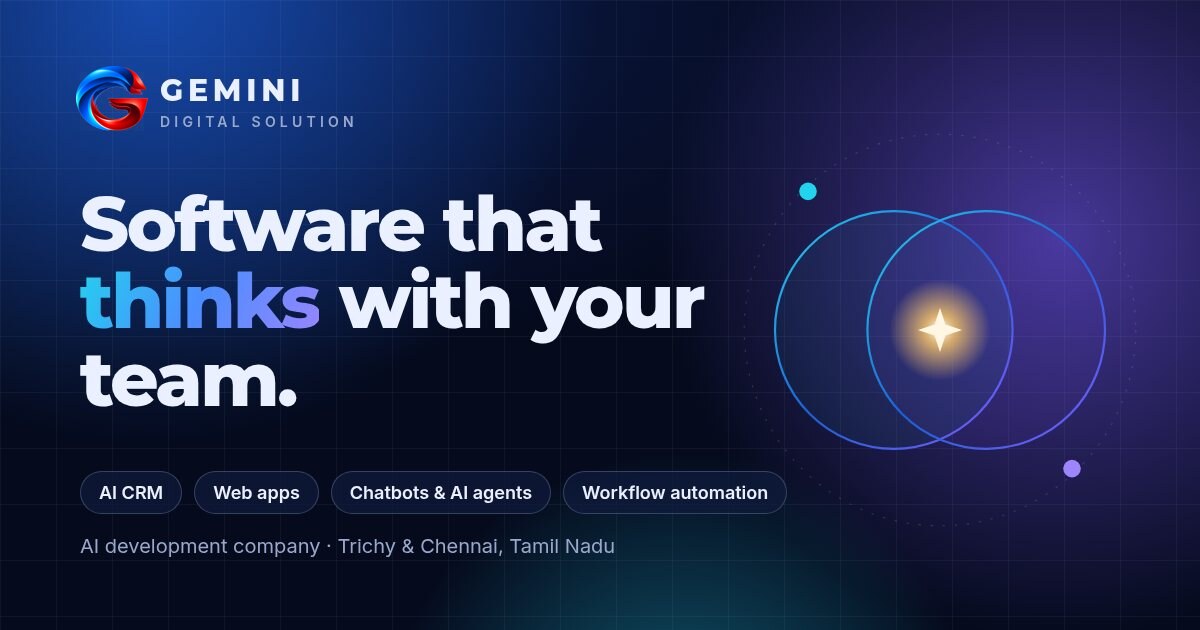 GEMINI
DIGITAL SOLUTION
Software that
thinks with your
team.
AI CRM
Web apps
Chatbots & AI agents
Workflow automation
AI development company · Trichy & Chennai, Tamil Nadu